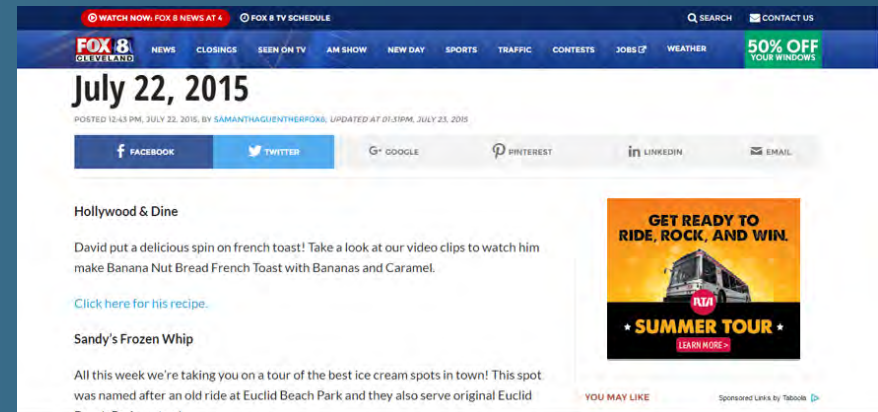 WATCH NOW: FOX 8 NEWS AT 4 FOX 8 TV SCHEDULE SEARCH CONTACT US
FOX 8
CLEVELAND
NEWS CLOSINGS SEEN ON TV AM SHOW NEW DAY SPORTS TRAFFIC CONTESTS JOBS WEATHER
50% OFF
YOUR WINDOWS
July 22, 2015
POSTED 12:43 PM, JULY 22, 2015, BY SAMANTHAGUENTHERFOX8, UPDATED AT 01:31PM, JULY 23, 2015
FACEBOOK TWITTER G+ GOOGLE PINTEREST LINKEDIN EMAIL
Hollywood & Dine
David put a delicious spin on french toast! Take a look at our video clips to watch him
make Banana Nut Bread French Toast with Bananas and Caramel.
Click here for his recipe.
Sandy's Frozen Whip
All this week we're taking you on a tour of the best ice cream spots in town! This spot
was named after an old ride at Euclid Beach Park and they also serve original Euclid
GET READY TO
RIDE, ROCK, AND WIN.
RTA
SUMMER TOUR
LEARN MORE >
YOU MAY LIKE Sponsored Links by Taboola